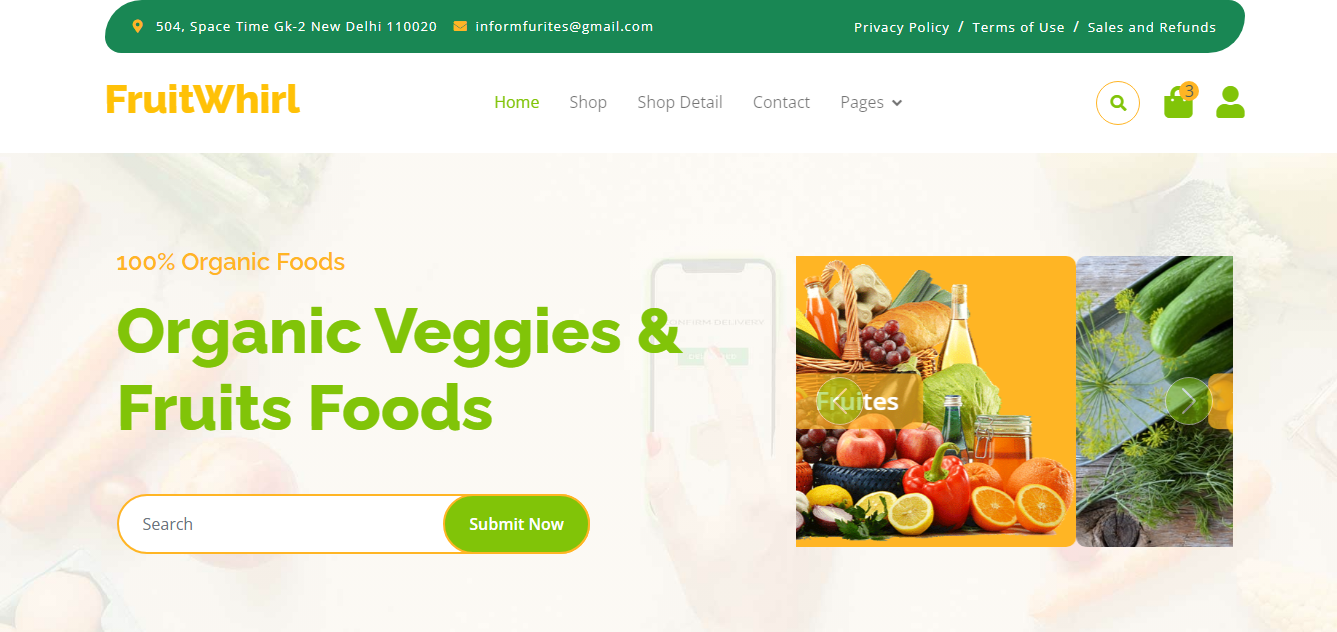 504, Space Time Gk-2 New Delhi 110020 informfurites@gmail.com Privacy Policy / Terms of Use / Sales and Refunds
FruitWhirl Home Shop Shop Detail Contact Pages 3
100% Organic Foods
Organic Veggies &
Fruits Foods
Search Submit Now
CONFIRM DELIVERY
Fruites